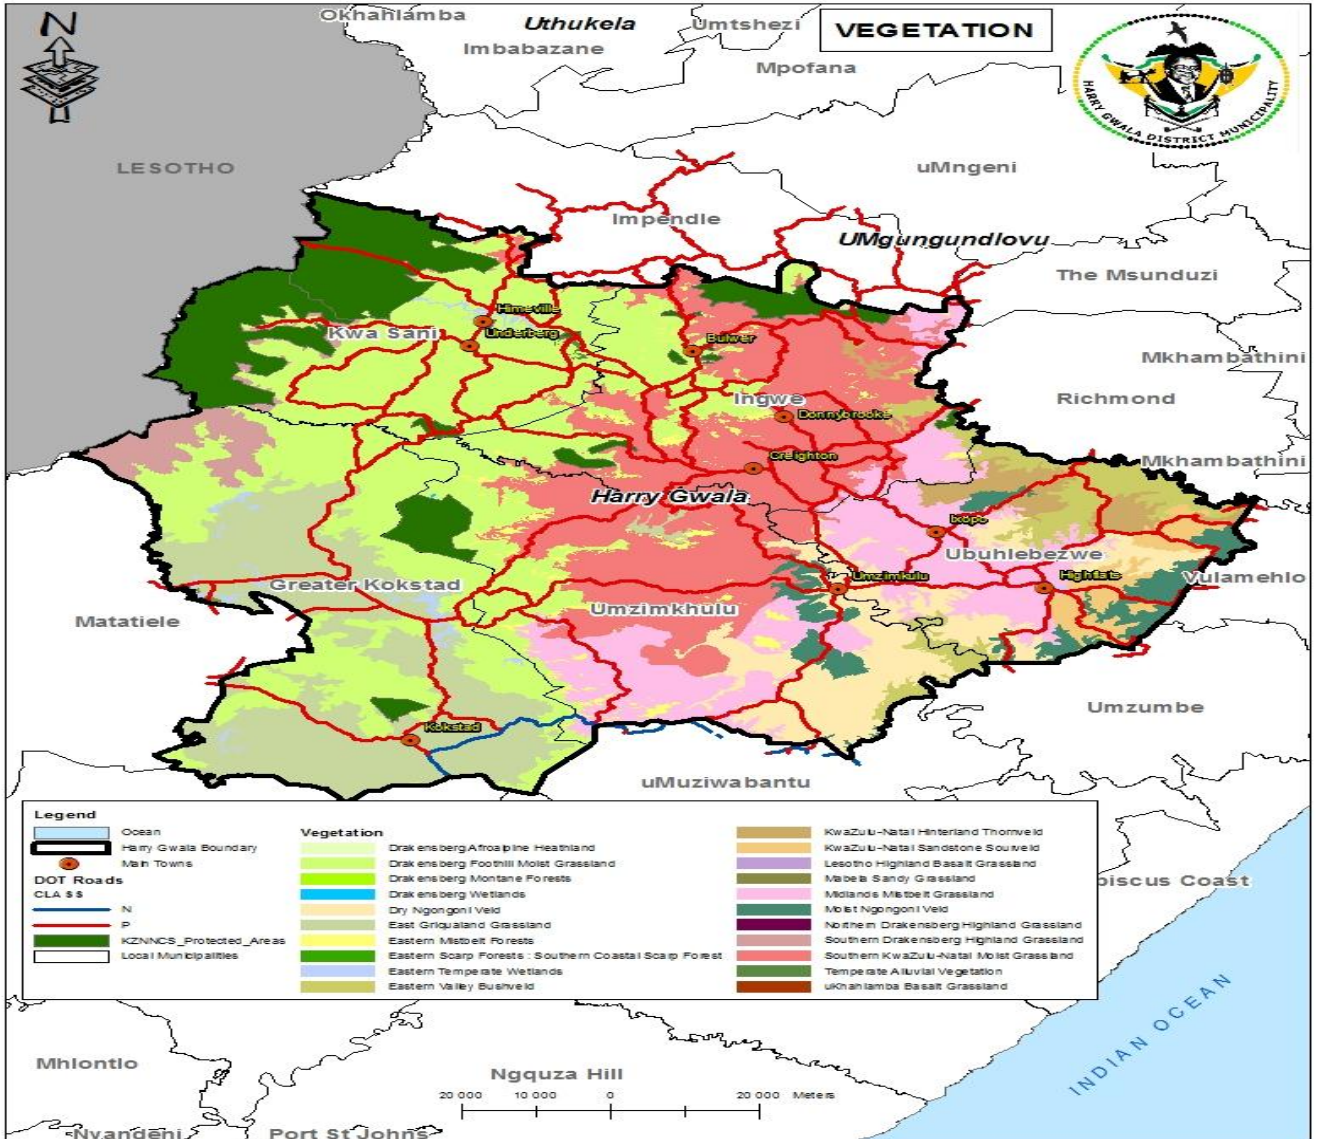 Okhahlamba
Uthukela
Umtshezi
VEGETATION
N
Imbabazane
Mpofana
HARRY GWALA DISTRICT MUNICIPALITY
LESOTHO
uMngeni
Impendle
UMgungundlovu
The Msunduzi
Himeville
Kwa Sani
Underberg
Bulwer
Mkhambathini
Ingwe
Richmond
Donnybrooke
Creighton
Mkhambathini
Harry Gwala
Ixopo
Ubuhlebezwe
Greater Kokstad
Umzimkulu
Highflats
Vulamehlo
Matatiele
Umzimkhulu
Umzumbe
Kokstad
uMuziwabantu
Legend
Ocean
Harry Gwala Boundary
Main Towns
DOT Roads
CLASS
N
P
KZNNCS_Protected_Areas
Local Municipalities
Vegetation
Drakensberg Afroalpine Heathland
Drakensberg Foothill Moist Grassland
Drakensberg Montane Forests
Drakensberg Wetlands
Dry Ngongoni Veld
East Griqualand Grassland
Eastern Mistbelt Forests
Eastern Scarp Forests : Southern Coastal Scarp Forest
Eastern Temperate Wetlands
Eastern Valley Bushveld
KwaZulu-Natal Hinterland Thornveld
KwaZulu-Natal Sandstone Sourveld
Lesotho Highland Basalt Grassland
Mabela Sandy Grassland
Midlands Mistbelt Grassland
Moist Ngongoni Veld
Northern Drakensberg Highland Grassland
Southern Drakensberg Highland Grassland
Southern KwaZulu-Natal Moist Grassland
Temperate Alluvial Vegetation
uKhahlamba Basalt Grassland
biscus Coast
INDIAN OCEAN
Mhlontlo
Ngquza Hill
20 000 10 000 0 20 000 Meters
Nyandeni
Port St Johns